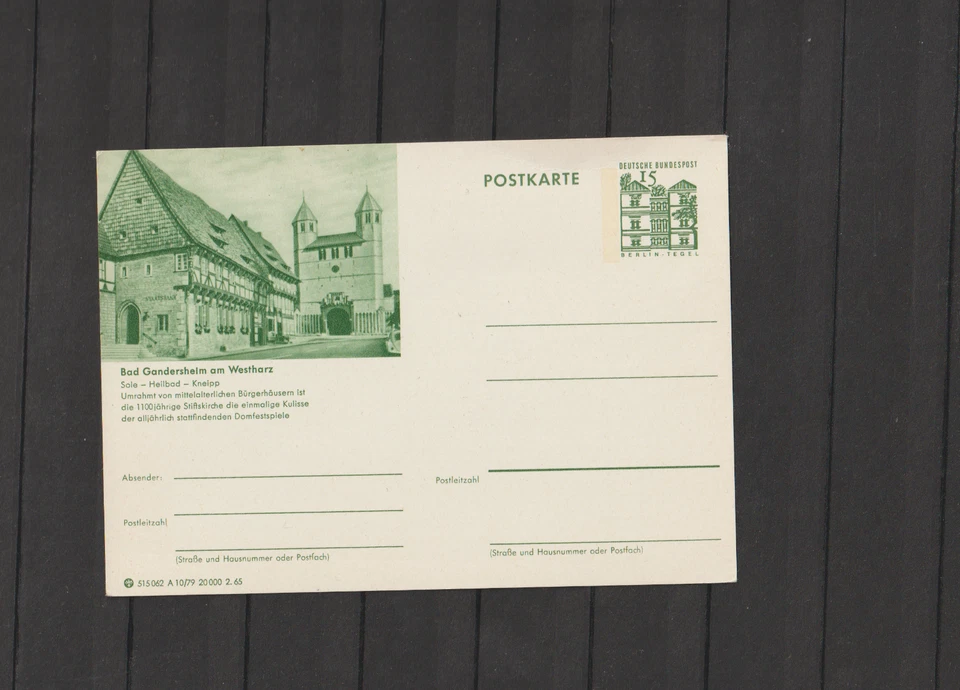 POSTKARTE
DEUTSCHE BUNDESPOST
15
BERLIN-TEGEL
Bad Gandersheim am Westharz
Sole – Heilbad – Kneipp
Umrahmt von mittelalterlichen Bürgerhäusern ist
die 1100jährige Stiftskirche die einmalige Kulisse
der alljährlich stattfindenden Domfestspiele
Absender:
Postleitzahl
(Straße und Hausnummer oder Postfach)
Postleitzahl
(Straße und Hausnummer oder Postfach)
515062 A 10/79 20000 2.65